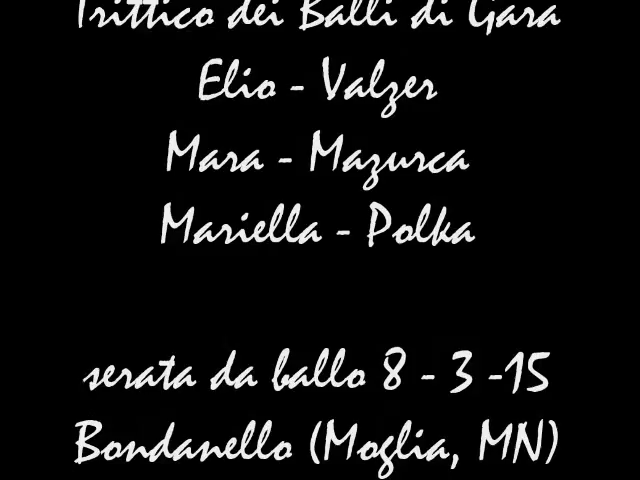 Trittico dei Balli di Gara
Elio - Valzer
Mara - Mazurca
Mariella - Polka
serata da ballo 8 - 3 -15
Bondanello (Moglia, MN)